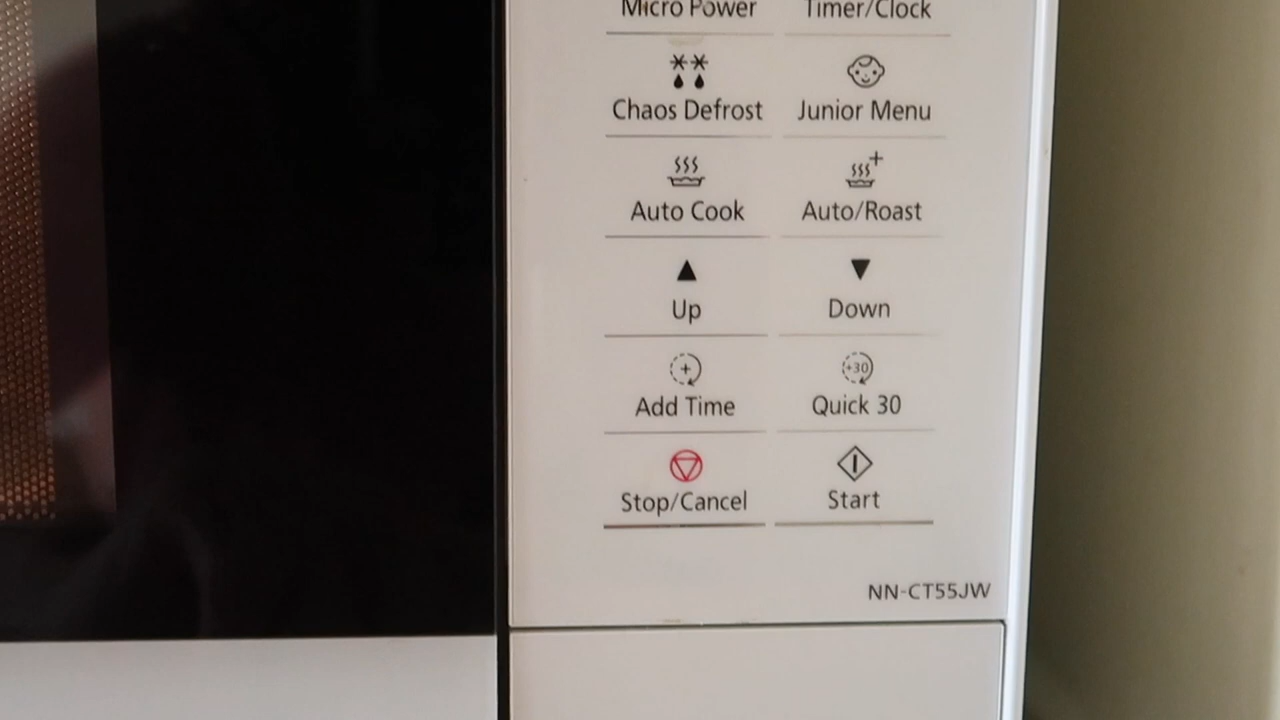 Micro Power Timer/Clock
Chaos Defrost Junior Menu
Auto Cook Auto/Roast
Up Down
+30
Add Time Quick 30
Stop/Cancel Start
NN-CT55JW